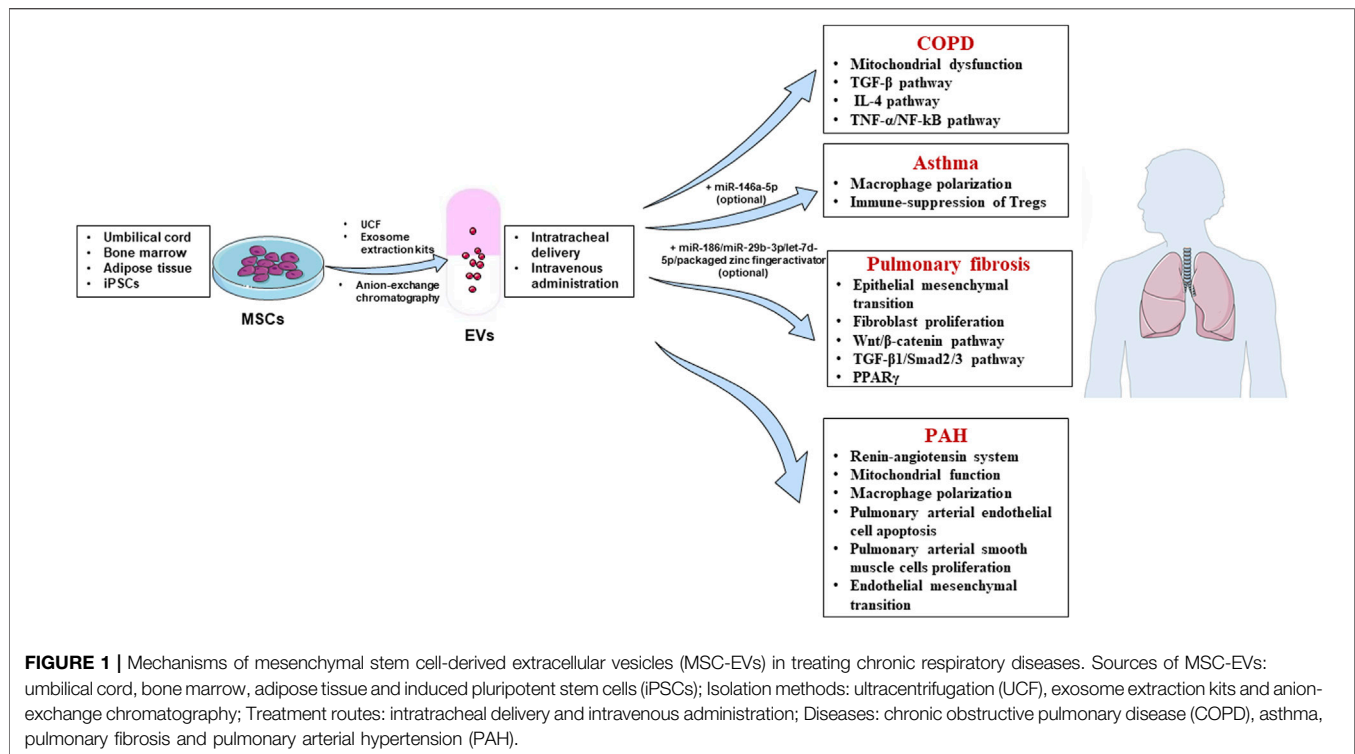 • Umbilical cord
• Bone marrow
• Adipose tissue
• iPSCs
MSCs
• UCF
• Exosome
extraction kits
• Anion-exchange
chromatography
EVs
• Intratracheal
delivery
• Intravenous
administration
+ miR-146a-5p
(optional)
+ miR-186/miR-29b-3p/let-7d-
5p/packaged zinc finger activator
(optional)
COPD
• Mitochondrial dysfunction
• TGF-β pathway
• IL-4 pathway
• TNF-α/NF-kB pathway
Asthma
• Macrophage polarization
• Immune-suppression of Tregs
Pulmonary fibrosis
• Epithelial mesenchymal
transition
• Fibroblast proliferation
• Wnt/β-catenin pathway
• TGF-β1/Smad2/3 pathway
• PPARγ
PAH
• Renin-angiotensin system
• Mitochondrial function
• Macrophage polarization
• Pulmonary arterial endothelial
cell apoptosis
• Pulmonary arterial smooth
muscle cells proliferation
• Endothelial mesenchymal
transition
FIGURE 1 | Mechanisms of mesenchymal stem cell-derived extracellular vesicles (MSC-EVs) in treating chronic respiratory diseases. Sources of MSC-EVs:
umbilical cord, bone marrow, adipose tissue and induced pluripotent stem cells (iPSCs); Isolation methods: ultracentrifugation (UCF), exosome extraction kits and anion-
exchange chromatography; Treatment routes: intratracheal delivery and intravenous administration; Diseases: chronic obstructive pulmonary disease (COPD), asthma,
pulmonary fibrosis and pulmonary arterial hypertension (PAH).